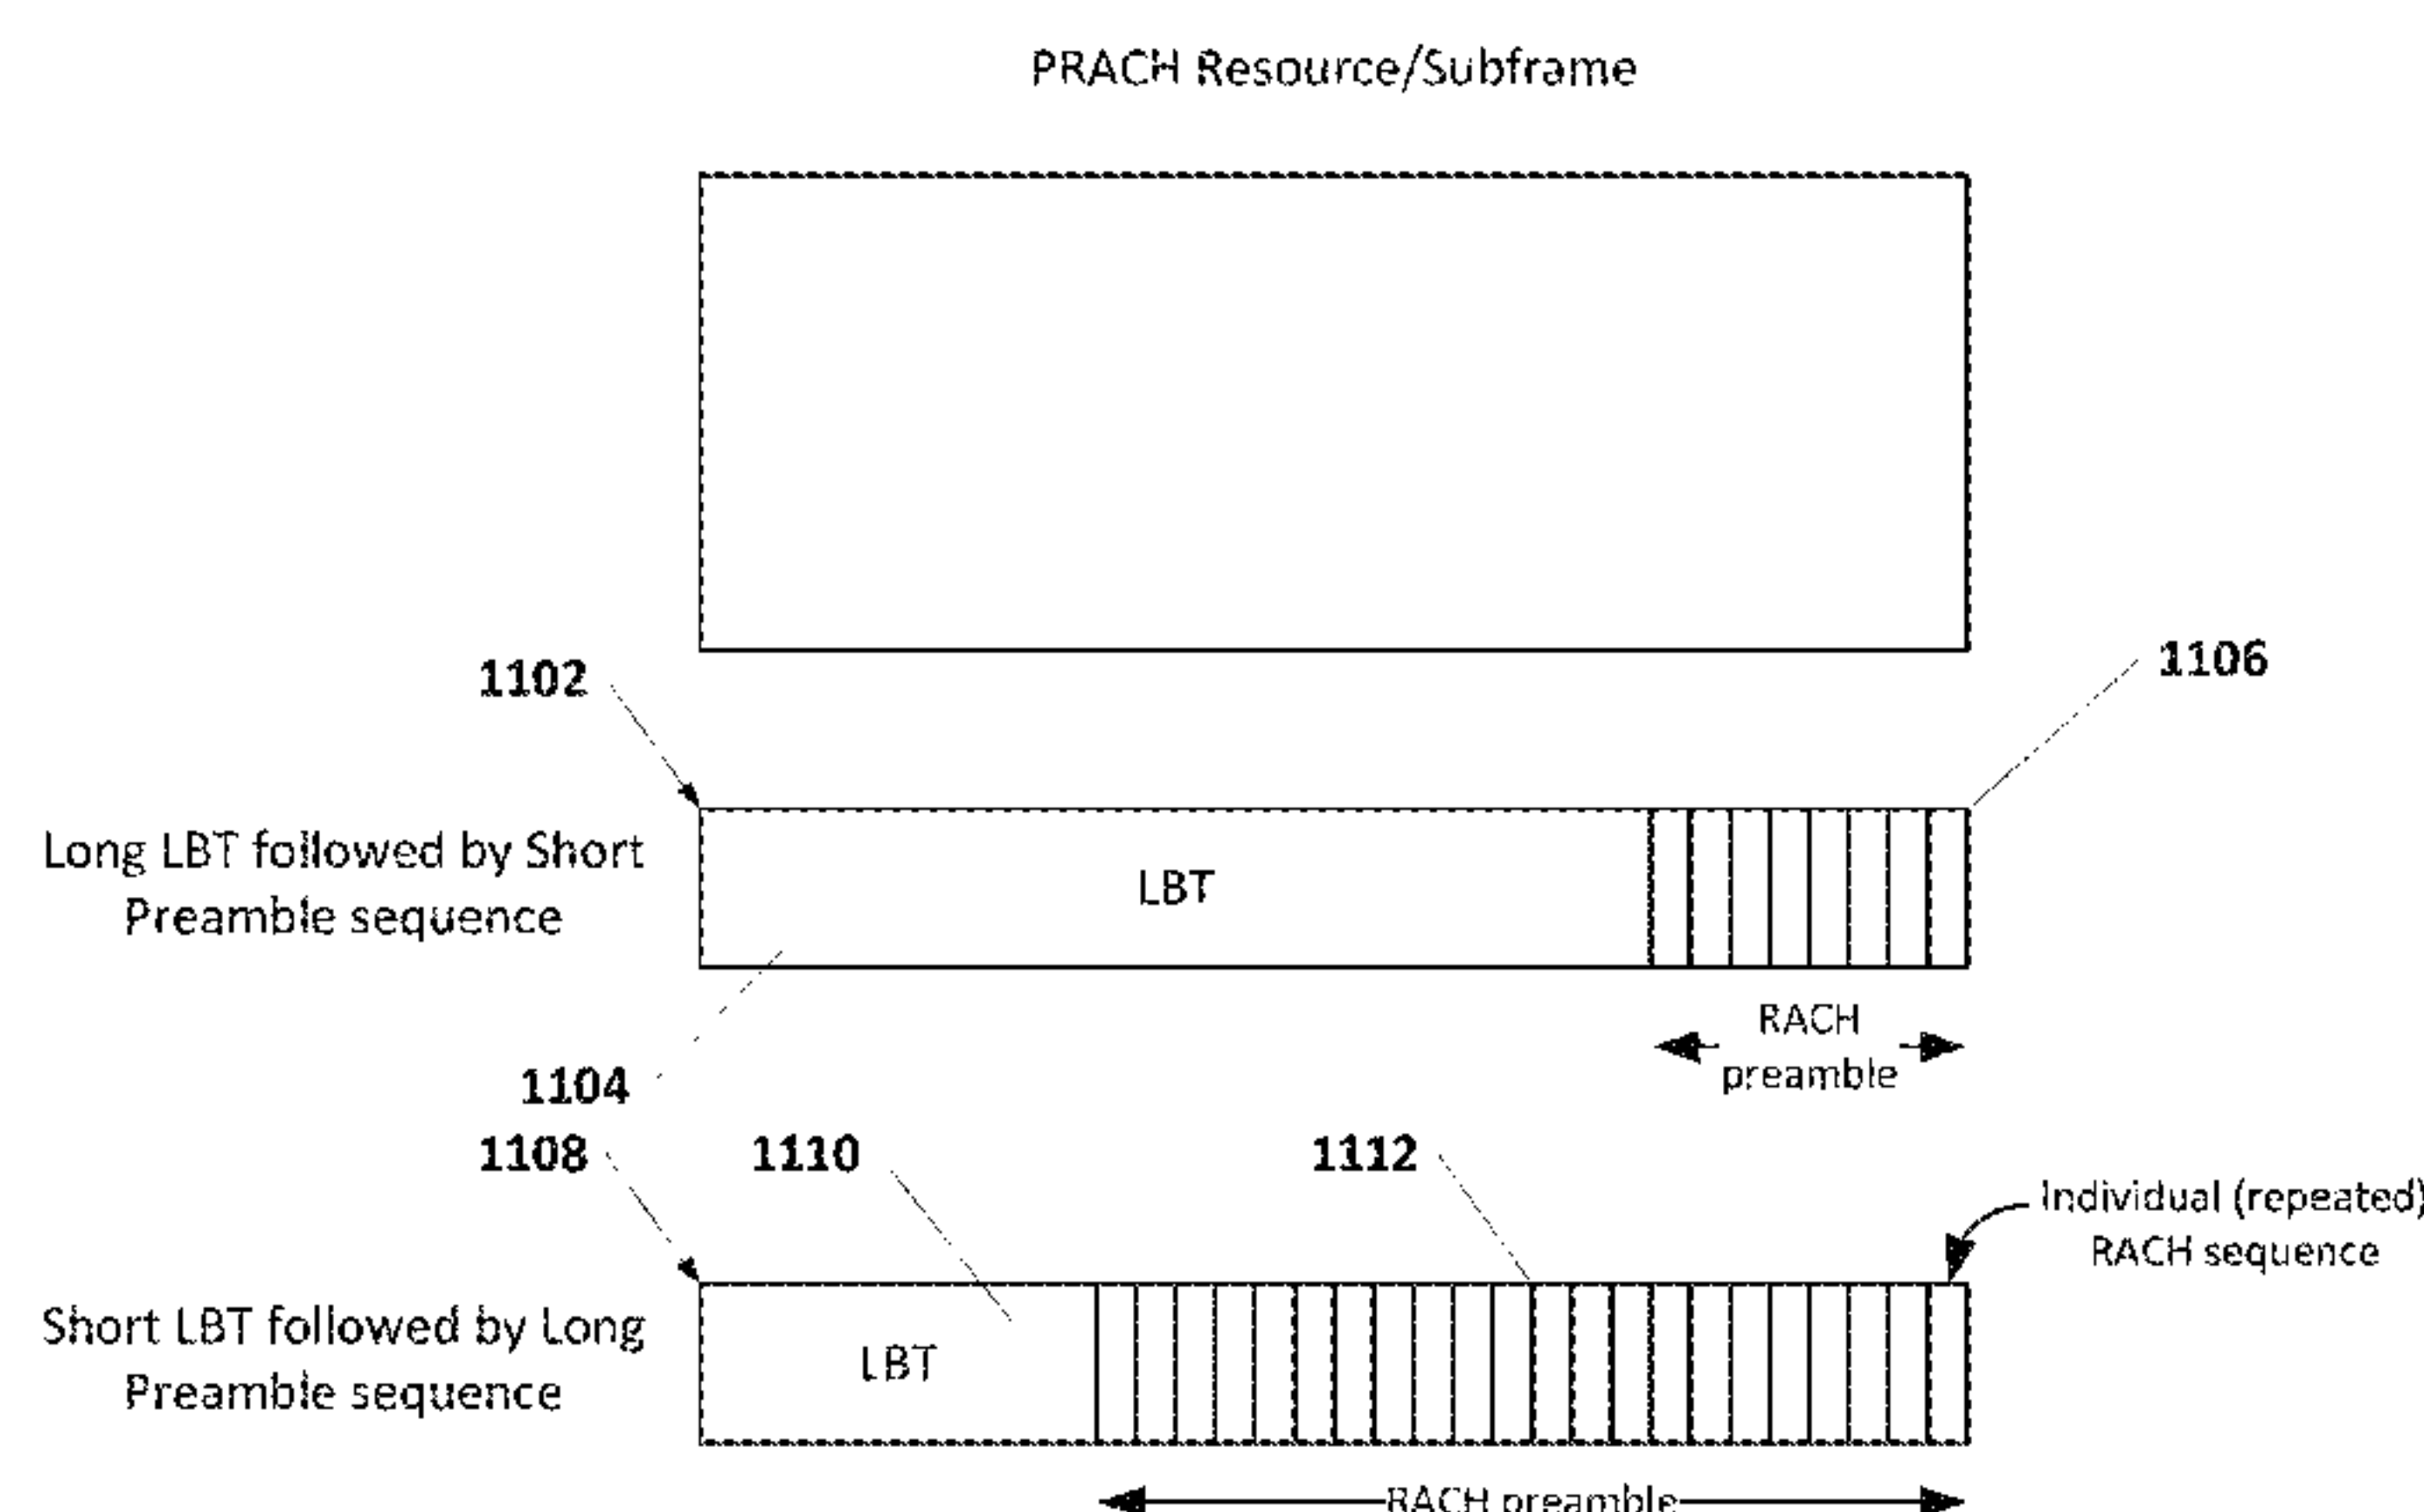 PRACH Resource/Subframe
1102
1106
Long LBT followed by Short
Preamble sequence
LBT
RACH
preamble
1104
1108
1110
1112
Individual (repeated)
RACH sequence
Short LBT followed by Long
Preamble sequence
LBT
RACH preamble